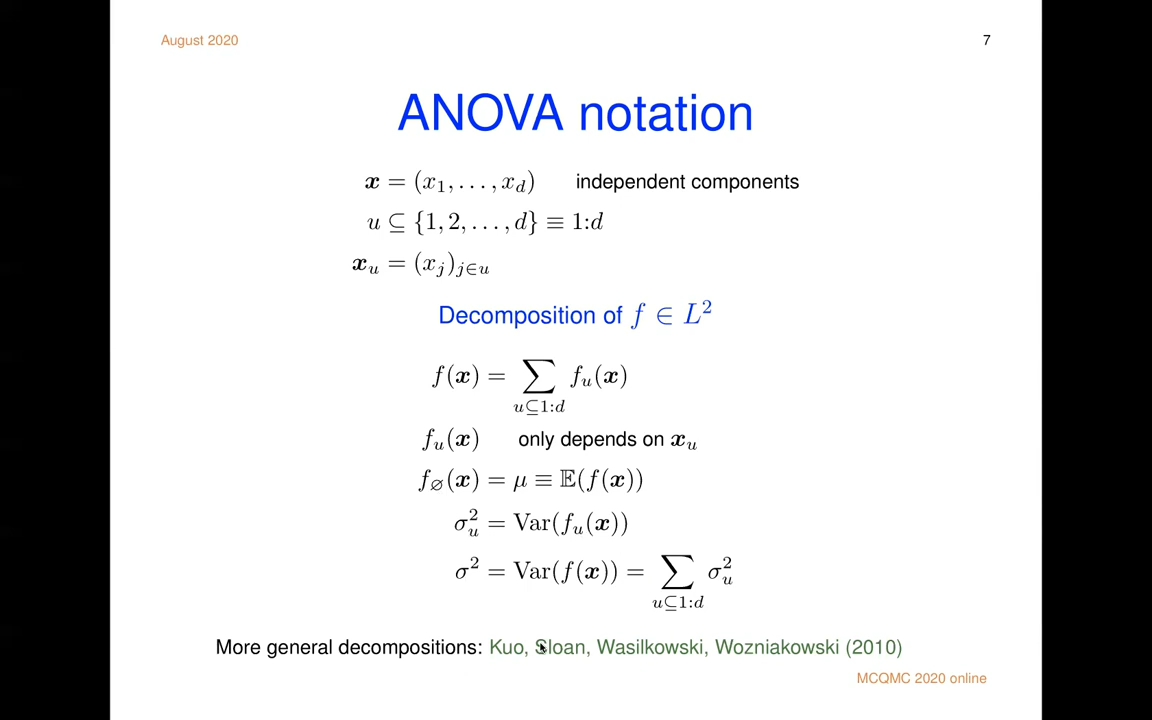 August 2020
7
ANOVA notation
x = (x₁, . . . , x_d) independent components
u ⊆ {1, 2, . . . , d} ≡ 1:d
x_u = (x_j)_{j∈u}
Decomposition of f ∈ L²
f(x) = ∑_{u⊆1:d} f_u(x)
f_u(x) only depends on x_u
f_∅(x) = μ ≡ 𝔼(f(x))
σ²_u = Var(f_u(x))
σ² = Var(f(x)) = ∑_{u⊆1:d} σ²_u
More general decompositions: Kuo, Sloan, Wasilkowski, Wozniakowski (2010)
MCQMC 2020 online